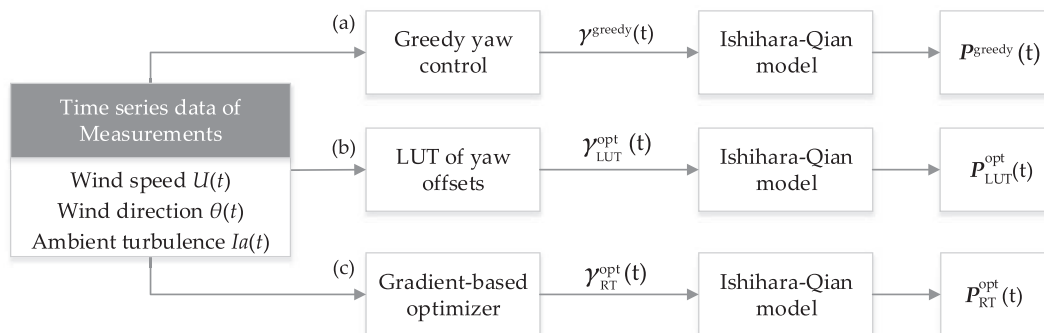 (a)
Greedy yaw
control
γ^greedy(t)
Ishihara-Qian
model
P^greedy (t)
Time series data of
Measurements
Wind speed U(t)
Wind direction θ(t)
Ambient turbulence Ia(t)
(b)
LUT of yaw
offsets
γ^opt_LUT (t)
Ishihara-Qian
model
P^opt_LUT(t)
(c)
Gradient-based
optimizer
γ^opt_RT (t)
Ishihara-Qian
model
P^opt_RT (t)